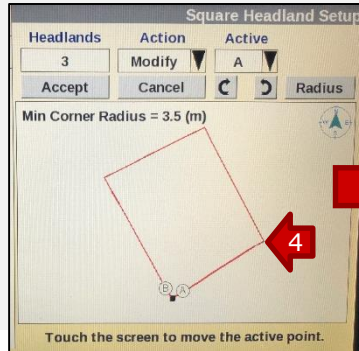 Square Headland Setup
Headlands Action Active
3 Modify A
Accept Cancel Radius
Min Corner Radius = 3.5 (m)
4
B A
Touch the screen to move the active point.